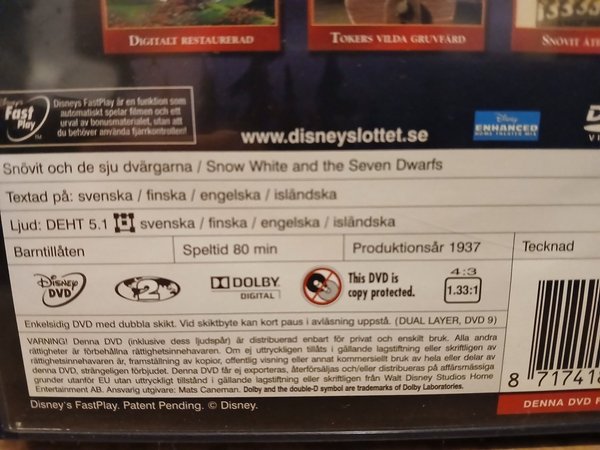 DIGITALT RESTAURERAD
TOKERS VILDA GRUVFÄRD
SNÖVIT
Disney's
Fast
Play
Disneys FastPlay är en funktion som
automatiskt spelar filmen och ett
urval av bonusmaterialet, utan att
du behöver använda fjärrkontrollen!
www.disneyslottet.se
Disney
ENHANCED
HOME THEATER MIX
Snövit och de sju dvärgarna / Snow White and the Seven Dwarfs
Textad på: svenska / finska / engelska / isländska
Ljud: DEHT 5.1 svenska / finska / engelska / isländska
Barntillåten
Speltid 80 min
Produktionsår 1937
Tecknad
Disney
DVD
2
DOLBY
DIGITAL
This DVD is
copy protected.
4:3
1.33:1
Enkelsidig DVD med dubbla skikt. Vid skiktbyte kan kort paus i avläsning uppstå. (DUAL LAYER, DVD 9)
VARNING! Denna DVD (inklusive dess ljudspår) är distribuerad enbart för privat och enskilt bruk. Alla andra
rättigheter är förbehållna rättighetsinnehavaren. Om ej uttryckligen tillåts i gällande lagstiftning eller skriftligen av
rättighetsinnehavaren, är framställning av kopior, offentlig visning eller annat kommersiellt bruk av hela eller delar av
denna DVD, strängeligen förbjudet. Denna DVD får ej exporteras, återförsäljas och/eller distribueras på affärsmässiga
grunder utanför EU utan uttryckligt tillstånd i gällande lagstiftning eller skriftligen från Walt Disney Studios Home
Entertainment AB. Ansvarig utgivare: Mats Caneman. Dolby and the double-D symbol are trademarks of Dolby Laboratories.
8 71741
Disney's FastPlay. Patent Pending. © Disney.
DENNA DVD